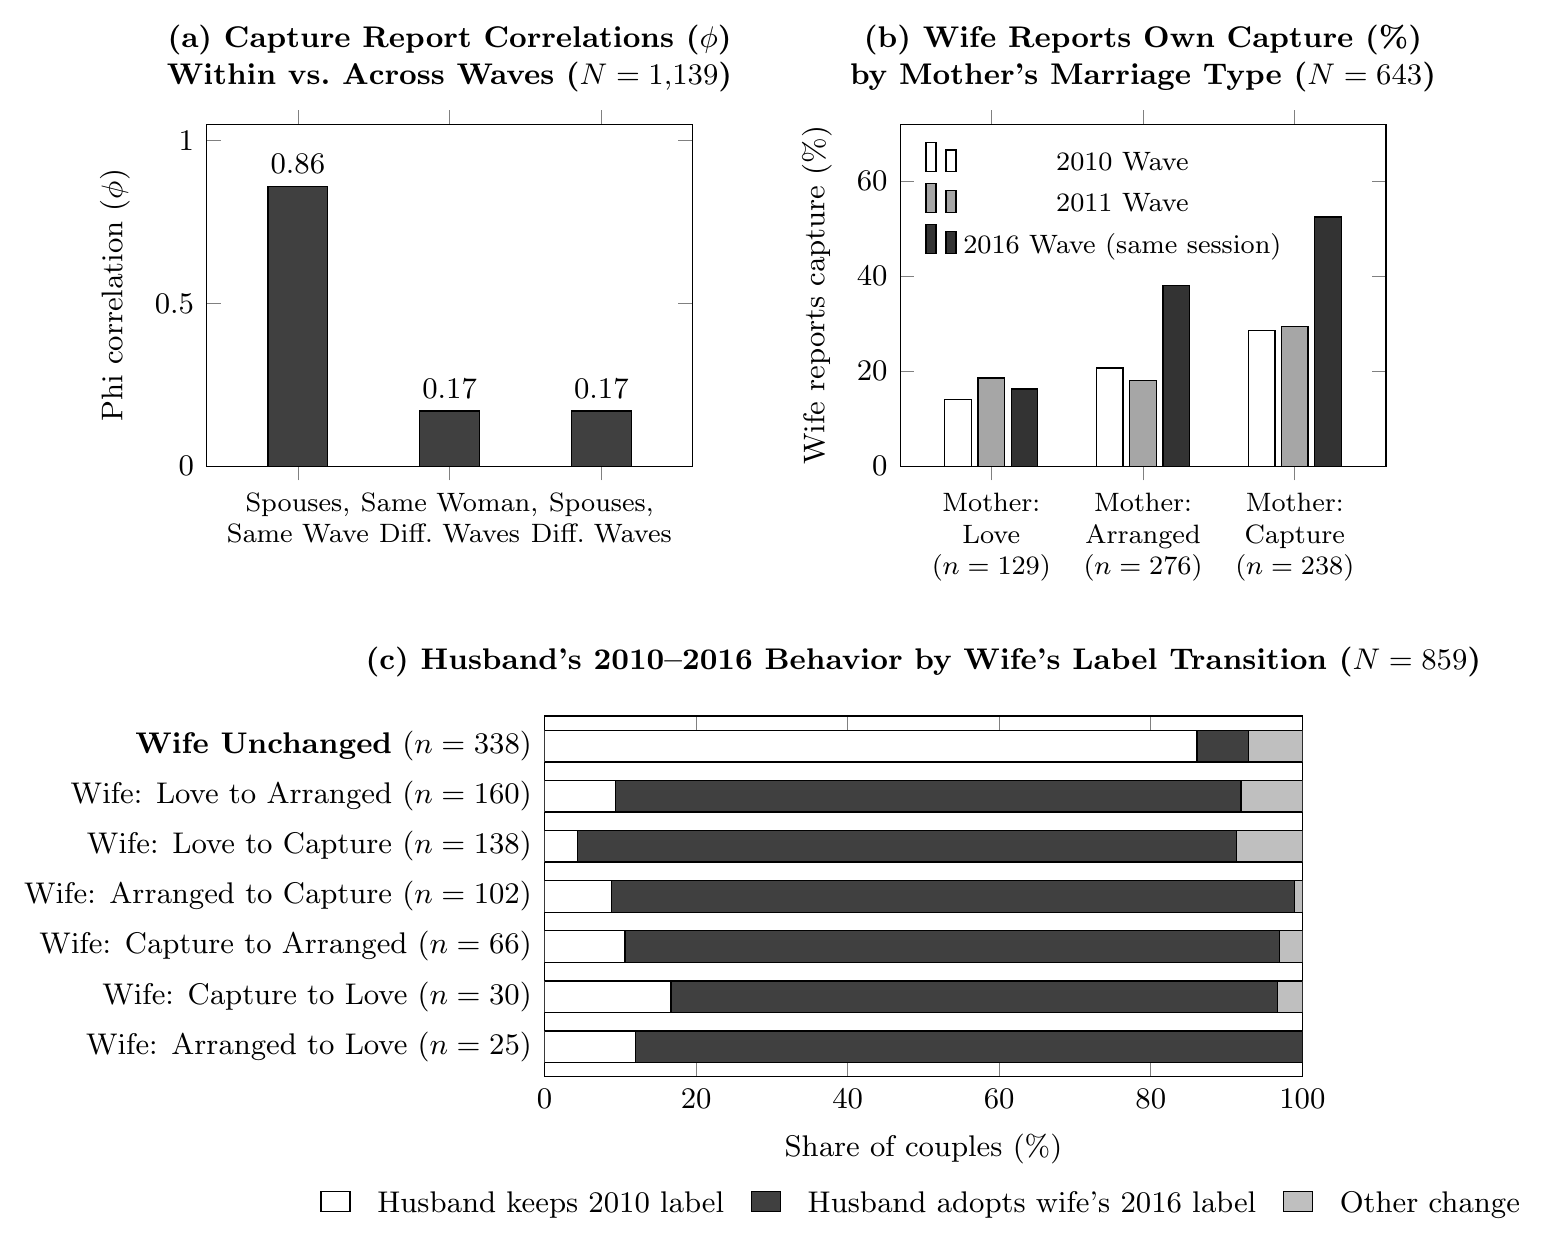 (a) Capture Report Correlations (ϕ)
Within vs. Across Waves (N = 1,139)
Phi correlation (ϕ)
1
0.5
0
0.86
0.17
0.17
Spouses,
Same Wave
Same Woman,
Diff. Waves
Spouses,
Diff. Waves
(b) Wife Reports Own Capture (%)
by Mother's Marriage Type (N = 643)
Wife reports capture (%)
60
40
20
0
2010 Wave
2011 Wave
2016 Wave (same session)
Mother:
Love
(n = 129)
Mother:
Arranged
(n = 276)
Mother:
Capture
(n = 238)
(c) Husband's 2010–2016 Behavior by Wife's Label Transition (N = 859)
Wife Unchanged (n = 338)
Wife: Love to Arranged (n = 160)
Wife: Love to Capture (n = 138)
Wife: Arranged to Capture (n = 102)
Wife: Capture to Arranged (n = 66)
Wife: Capture to Love (n = 30)
Wife: Arranged to Love (n = 25)
0 20 40 60 80 100
Share of couples (%)
Husband keeps 2010 label Husband adopts wife's 2016 label Other change